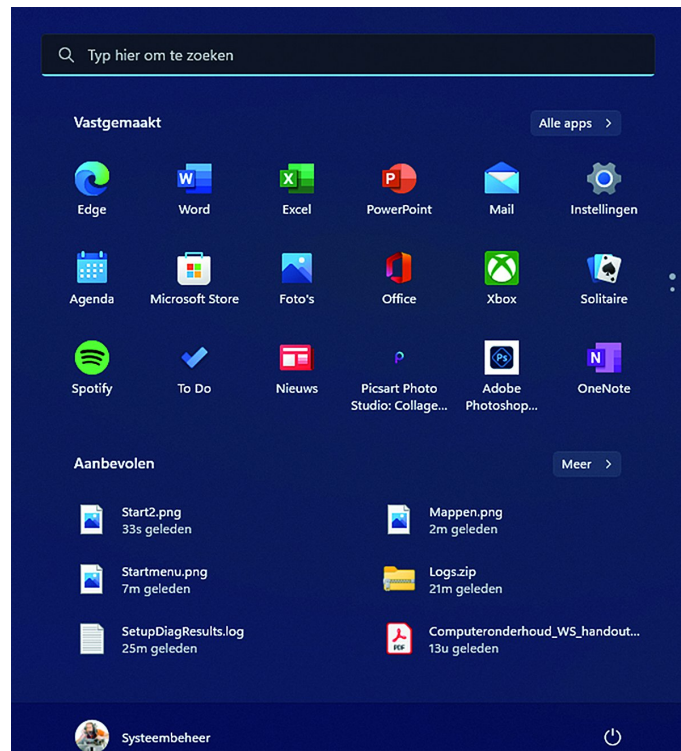 Typ hier om te zoeken
Vastgemaakt
Alle apps
Edge
Word
Excel
PowerPoint
Mail
Instellingen
Agenda
Microsoft Store
Foto's
Office
Xbox
Solitaire
Spotify
To Do
Nieuws
Picsart Photo
Studio: Collage...
Adobe
Photoshop...
OneNote
Aanbevolen
Meer
Start2.png
33s geleden
Mappen.png
2m geleden
Startmenu.png
7m geleden
Logs.zip
21m geleden
SetupDiagResults.log
25m geleden
PDF
Computeronderhoud_WS_handout...
13u geleden
Systeembeheer